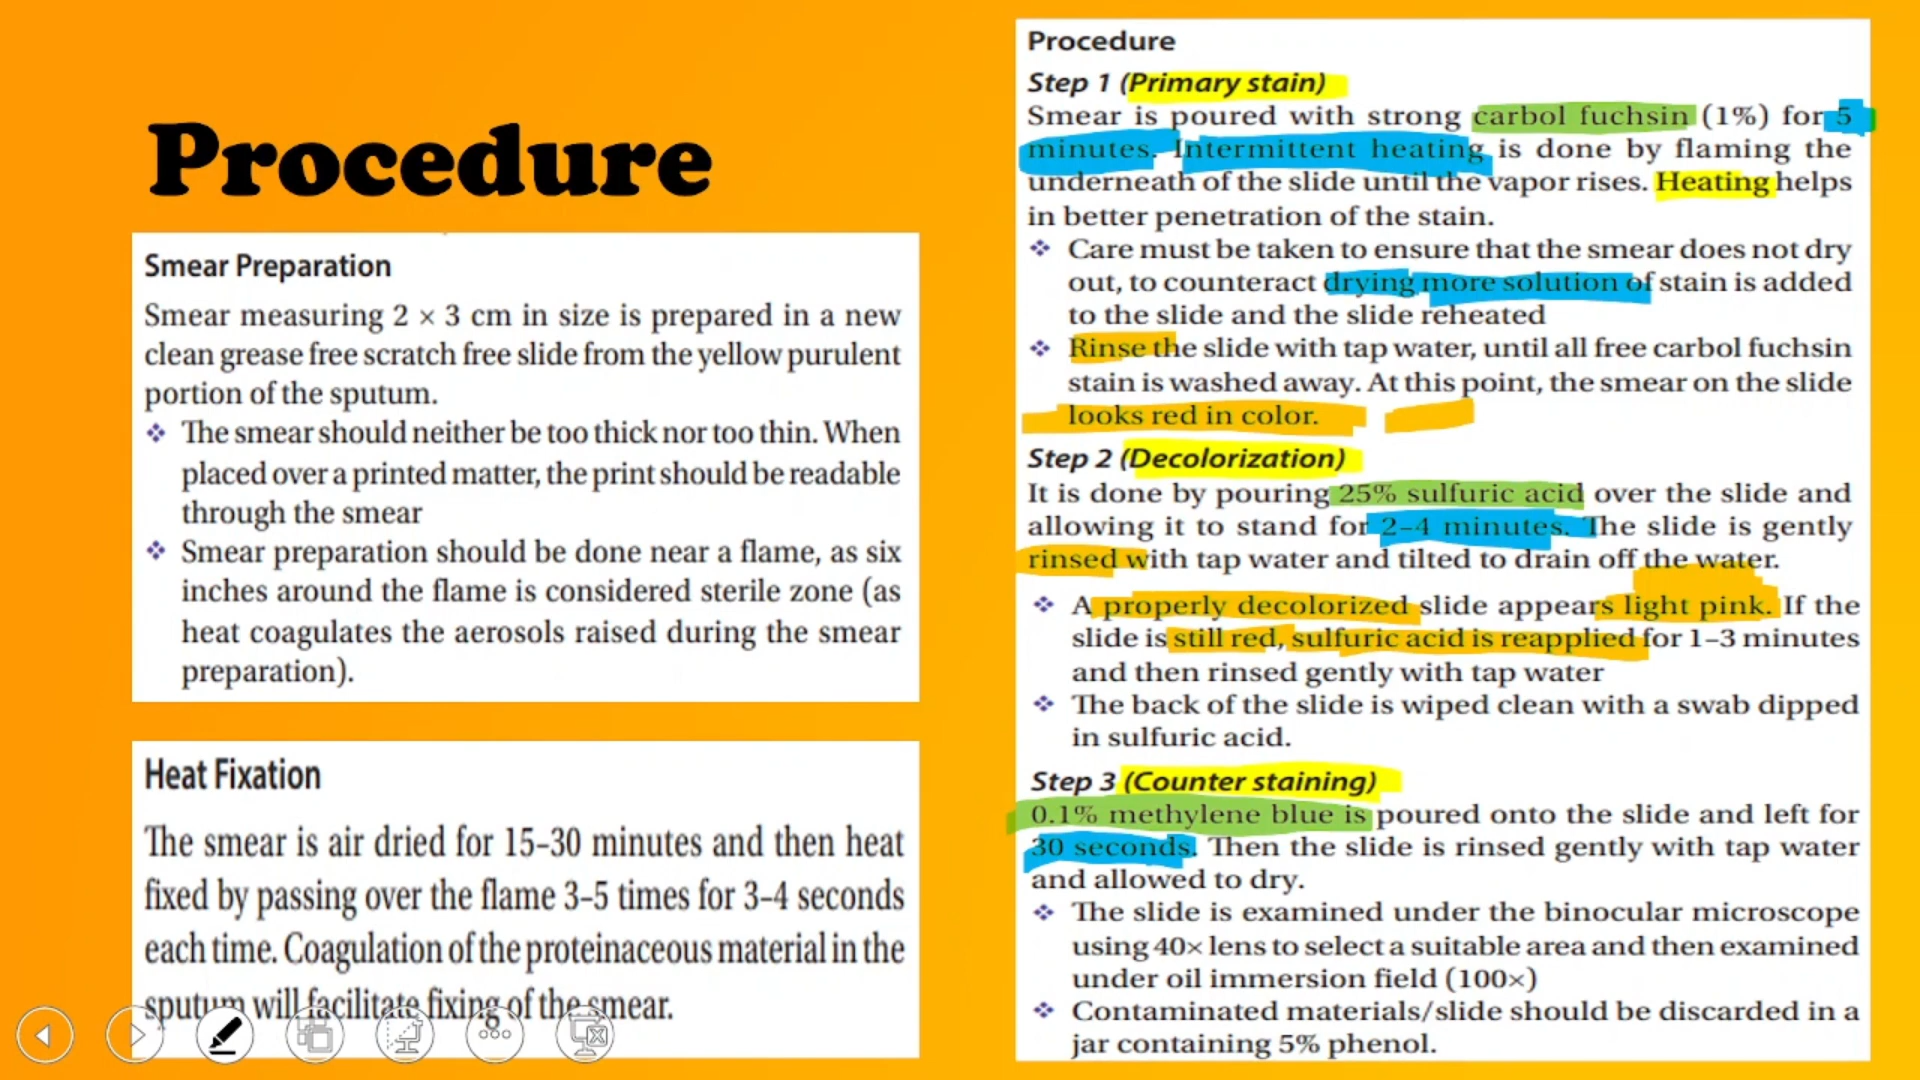 Procedure
Smear Preparation
Smear measuring 2 × 3 cm in size is prepared in a new
clean grease free scratch free slide from the yellow purulent
portion of the sputum.
❖ The smear should neither be too thick nor too thin. When
placed over a printed matter, the print should be readable
through the smear
❖ Smear preparation should be done near a flame, as six
inches around the flame is considered sterile zone (as
heat coagulates the aerosols raised during the smear
preparation).
Heat Fixation
The smear is air dried for 15–30 minutes and then heat
fixed by passing over the flame 3–5 times for 3–4 seconds
each time. Coagulation of the proteinaceous material in the
sputum will facilitate fixing of the smear.
Procedure
Step 1 (Primary stain)
Smear is poured with strong carbol fuchsin (1%) for 5
minutes. Intermittent heating is done by flaming the
underneath of the slide until the vapor rises. Heating helps
in better penetration of the stain.
❖ Care must be taken to ensure that the smear does not dry
out, to counteract drying more solution of stain is added
to the slide and the slide reheated
❖ Rinse the slide with tap water, until all free carbol fuchsin
stain is washed away. At this point, the smear on the slide
looks red in color.
Step 2 (Decolorization)
It is done by pouring 25% sulfuric acid over the slide and
allowing it to stand for 2–4 minutes. The slide is gently
rinsed with tap water and tilted to drain off the water.
❖ A properly decolorized slide appears light pink. If the
slide is still red, sulfuric acid is reapplied for 1–3 minutes
and then rinsed gently with tap water
❖ The back of the slide is wiped clean with a swab dipped
in sulfuric acid.
Step 3 (Counter staining)
0.1% methylene blue is poured onto the slide and left for
30 seconds. Then the slide is rinsed gently with tap water
and allowed to dry.
❖ The slide is examined under the binocular microscope
using 40× lens to select a suitable area and then examined
under oil immersion field (100×)
❖ Contaminated materials/slide should be discarded in a
jar containing 5% phenol.